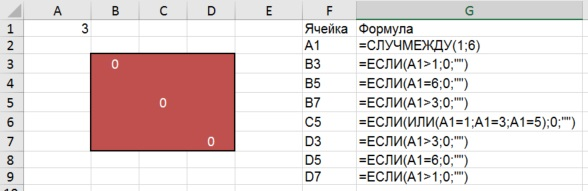 A B C D E F G
1 3 Ячейка Формула
2 A1 =СЛУЧМЕЖДУ(1;6)
3 0 B3 =ЕСЛИ(A1>1;0;"")
4 B5 =ЕСЛИ(A1=6;0;"")
5 0 B7 =ЕСЛИ(A1>3;0;"")
6 C5 =ЕСЛИ(ИЛИ(A1=1;A1=3;A1=5);0;"")
7 0 D3 =ЕСЛИ(A1>3;0;"")
8 D5 =ЕСЛИ(A1=6;0;"")
9 D7 =ЕСЛИ(A1>1;0;"")